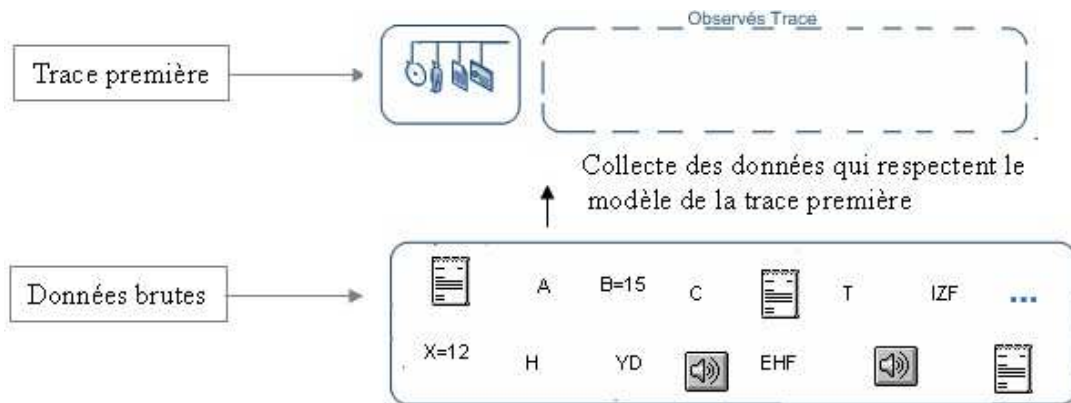 Observés Trace
Trace première
Collecte des données qui respectent le
modèle de la trace première
Données brutes
A B=15 C T IZF ...
X=12 H YD EHF